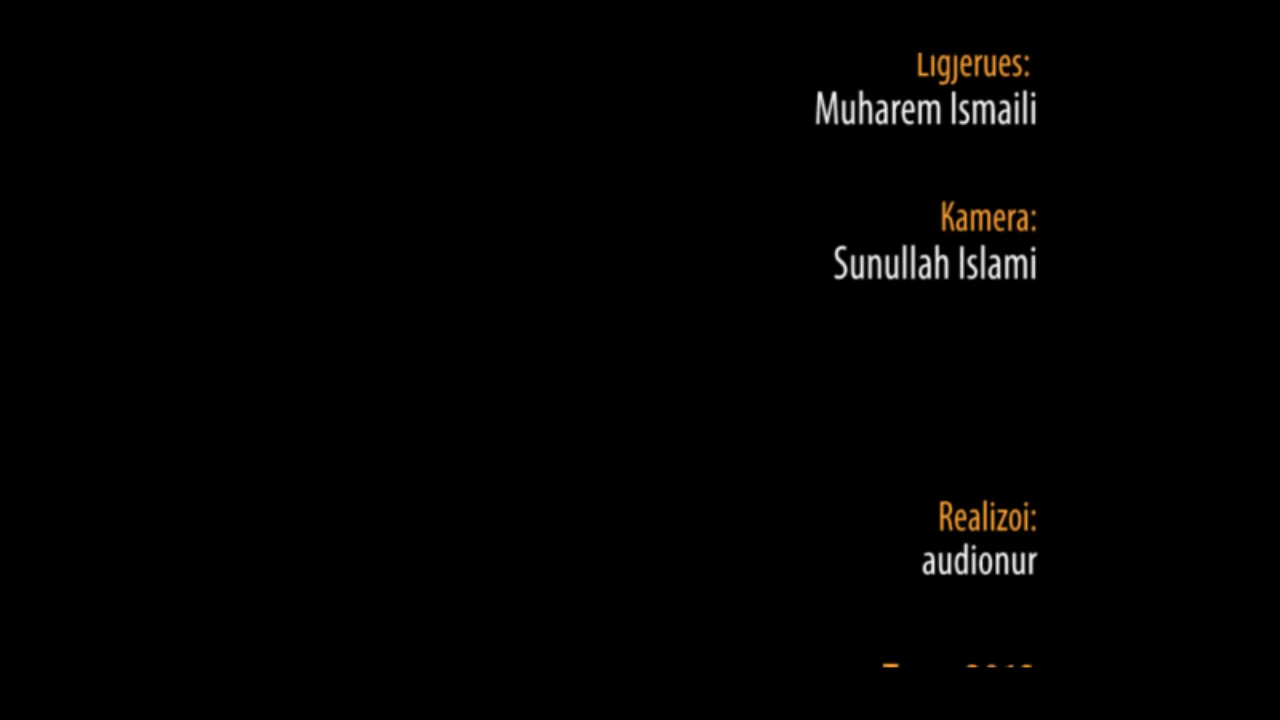 Ligjerues:
Muharem Ismaili
Kamera:
Sunullah Islami
Realizoi:
audionur